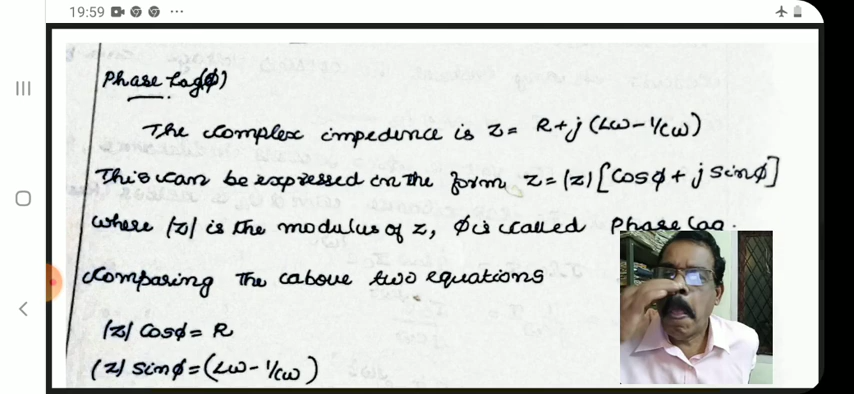 19:59
Phase Lag(φ)
The complex impedence is z = R+j (Lω - 1/Cω)
This can be expressed in the form z = |z| [Cosφ + j Sinφ]
where |z| is the modulus of z, φ is called Phase Lag.
Comparing The above two equations
|z| Cosφ = R
|z| sinφ = (Lω - 1/Cω)